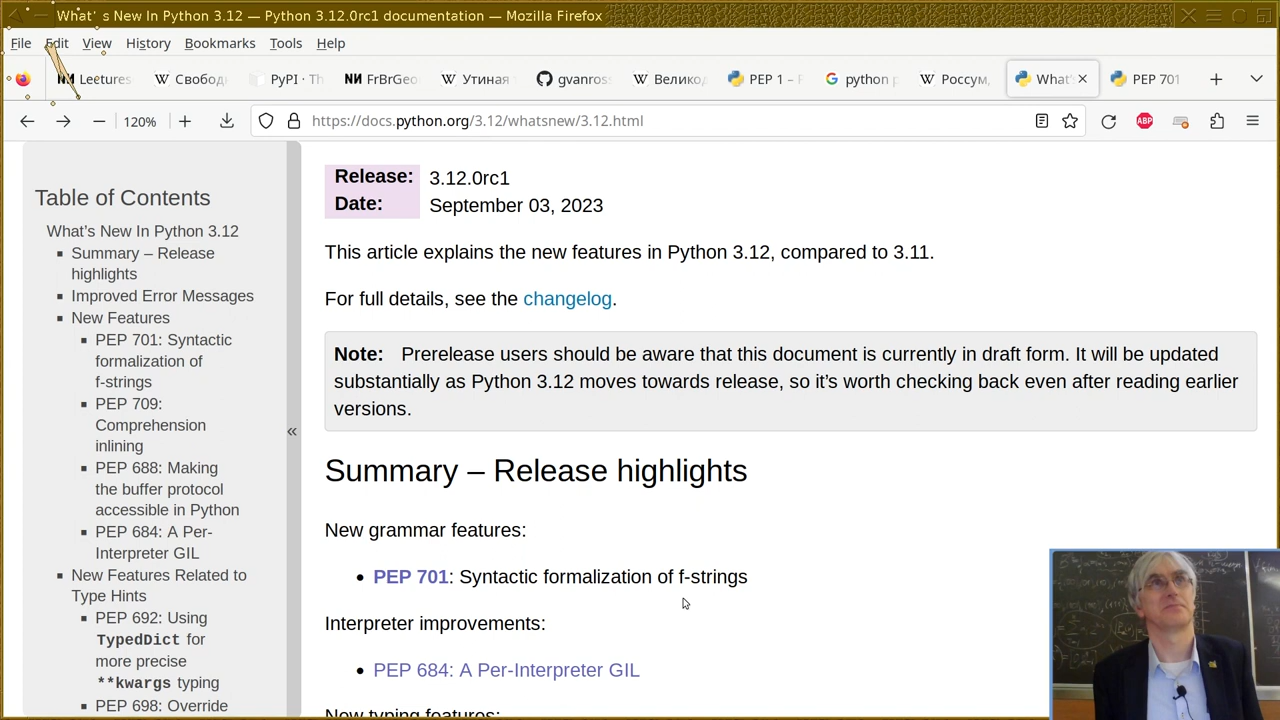 What's New In Python 3.12 — Python 3.12.0rc1 documentation — Mozilla Firefox
File Edit View History Bookmarks Tools Help
Leetures Свобод PyPI · Th FrBrGeo Утиная gvanros Велико PEP 1 – python p Россум, What's PEP 701
120% https://docs.python.org/3.12/whatsnew/3.12.html ABP
Table of Contents
What's New In Python 3.12
Summary – Release
highlights
Improved Error Messages
New Features
PEP 701: Syntactic
formalization of
f-strings
PEP 709:
Comprehension
inlining
PEP 688: Making
the buffer protocol
accessible in Python
PEP 684: A Per-
Interpreter GIL
New Features Related to
Type Hints
PEP 692: Using
TypedDict for
more precise
**kwargs typing
PEP 698: Override
«
Release: 3.12.0rc1
Date: September 03, 2023
This article explains the new features in Python 3.12, compared to 3.11.
For full details, see the changelog.
Note: Prerelease users should be aware that this document is currently in draft form. It will be updated
substantially as Python 3.12 moves towards release, so it's worth checking back even after reading earlier
versions.
Summary – Release highlights
New grammar features:
PEP 701: Syntactic formalization of f-strings
Interpreter improvements:
PEP 684: A Per-Interpreter GIL
New typing features: